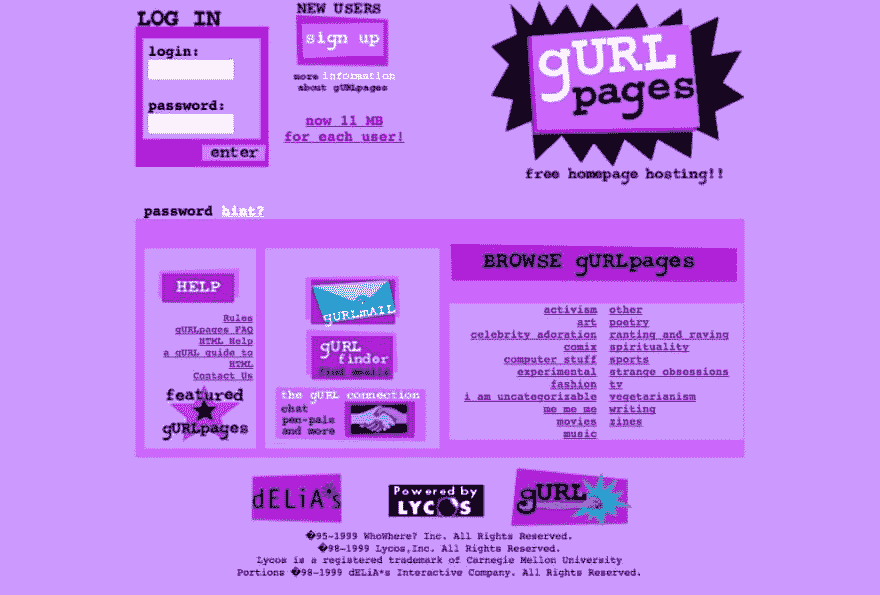 LOG IN
login:
password:
enter
NEW USERS
sign up
more information
about gURLpages
now 11 MB
for each user!
gURL
pages
free homepage hosting!!
password hint?
HELP
Rules
gURLpages FAQ
HTML Help
a gURL guide to
HTML
Contact Us
featured
gURLpages
gURLmAIL
gURL
finder
find emails
the gURL connection
chat
pen-pals
and more
BROWSE gURLpages
activism
art
celebrity adoration
comix
computer stuff
experimental
fashion
i am uncategorizable
me me me
movies
music
other
poetry
ranting and raving
spirituality
sports
strange obsessions
tv
vegetarianism
writing
zines
dELiA*s
Powered by
LYCOS
gURL
�95-1999 WhoWhere? Inc. All Rights Reserved.
�98-1999 Lycos,Inc. All Rights Reserved.
Lycos is a registered trademark of Carnegie Mellon University
Portions �98-1999 dELiA*s Interactive Company. All Rights Reserved.